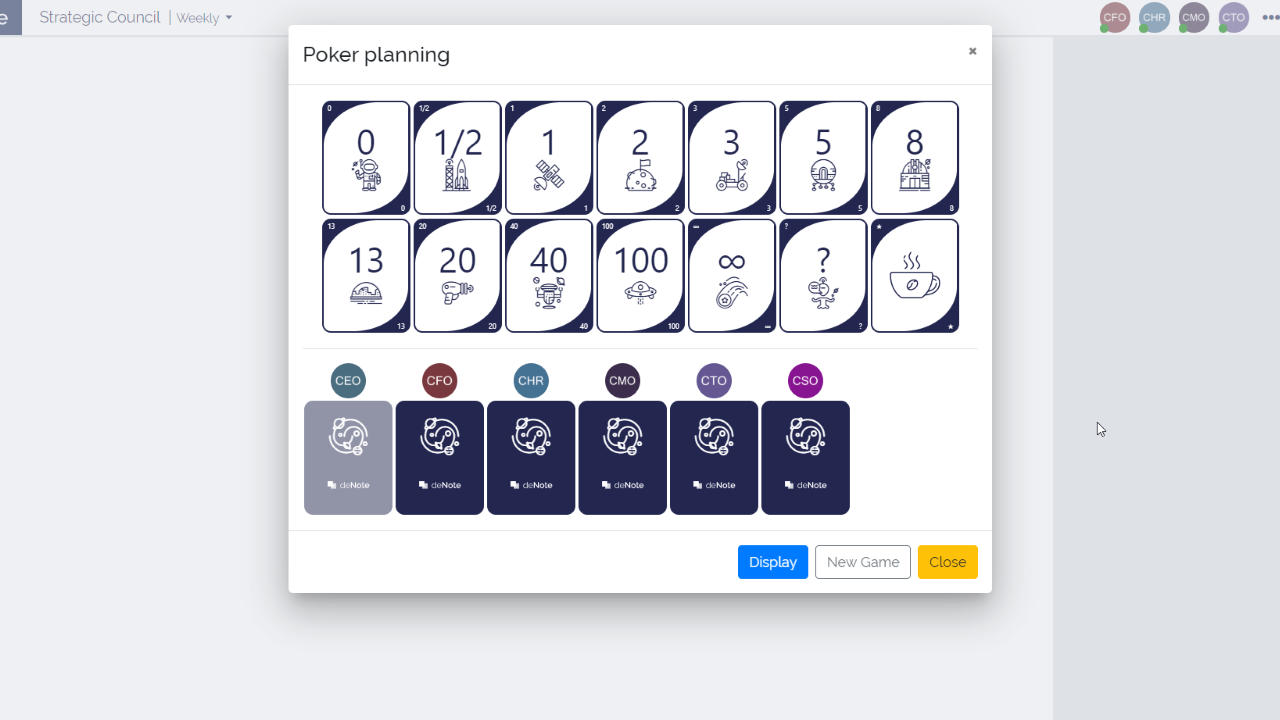 e
Strategic Council | Weekly
CFO CHR CMO CTO
Poker planning
×
0 1/2 1 2 3 5 8
0 1/2 1 2 3 5 8
0 1/2 1 2 3 5 8
13 20 40 100 ∞ ? ★
13 20 40 100 ∞ ?
13 20 40 100 ∞ ? ★
CEO CFO CHR CMO CTO CSO
deNote deNote deNote deNote deNote deNote
Display New Game Close